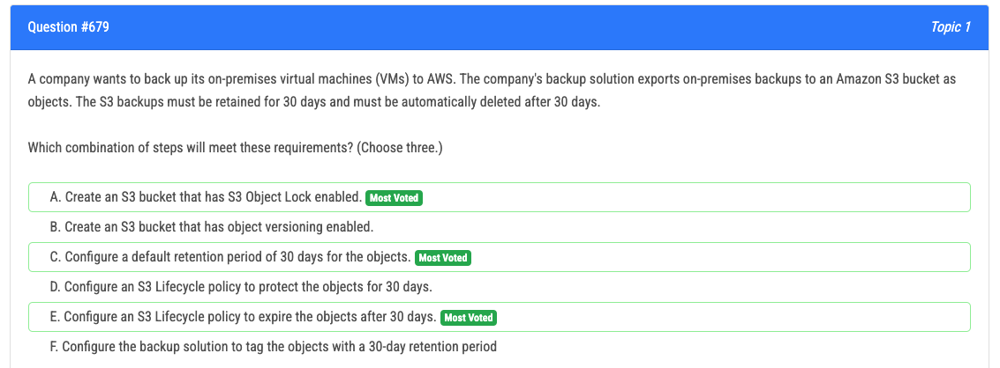 Question #679
Topic 1
A company wants to back up its on-premises virtual machines (VMs) to AWS. The company's backup solution exports on-premises backups to an Amazon S3 bucket as
objects. The S3 backups must be retained for 30 days and must be automatically deleted after 30 days.
Which combination of steps will meet these requirements? (Choose three.)
A. Create an S3 bucket that has S3 Object Lock enabled. Most Voted
B. Create an S3 bucket that has object versioning enabled.
C. Configure a default retention period of 30 days for the objects. Most Voted
D. Configure an S3 Lifecycle policy to protect the objects for 30 days.
E. Configure an S3 Lifecycle policy to expire the objects after 30 days. Most Voted
F. Configure the backup solution to tag the objects with a 30-day retention period